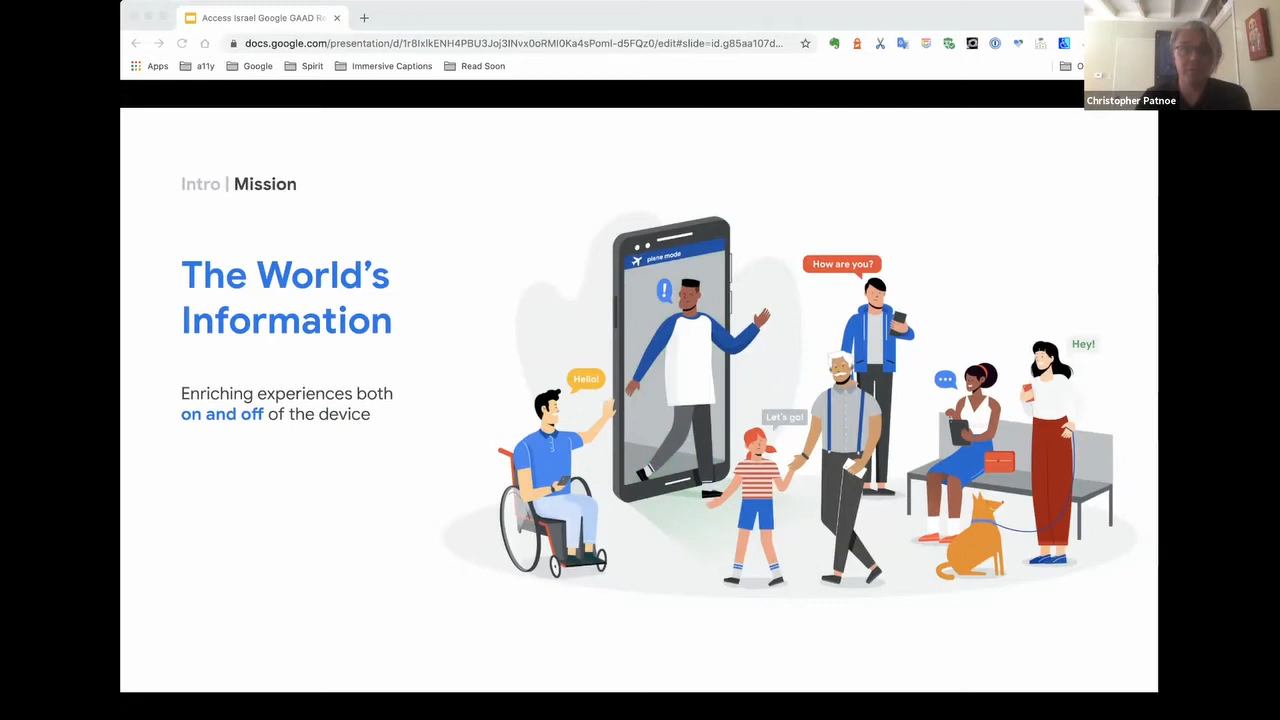 Access Israel Google GAAD Re
docs.google.com/presentation/d/1r8IxlkENH4PBU3Joj3INvx0oRMI0Ka4sPomI-d5FQz0/edit#slide=id.g85aa107d...
Apps
a11y
Google
Spirit
Immersive Captions
Read Soon
Christopher Patnoe
Intro | Mission
The World's
Information
Enriching experiences both
on and off of the device
plane mode
!
How are you?
Hello!
Let's go!
Hey!